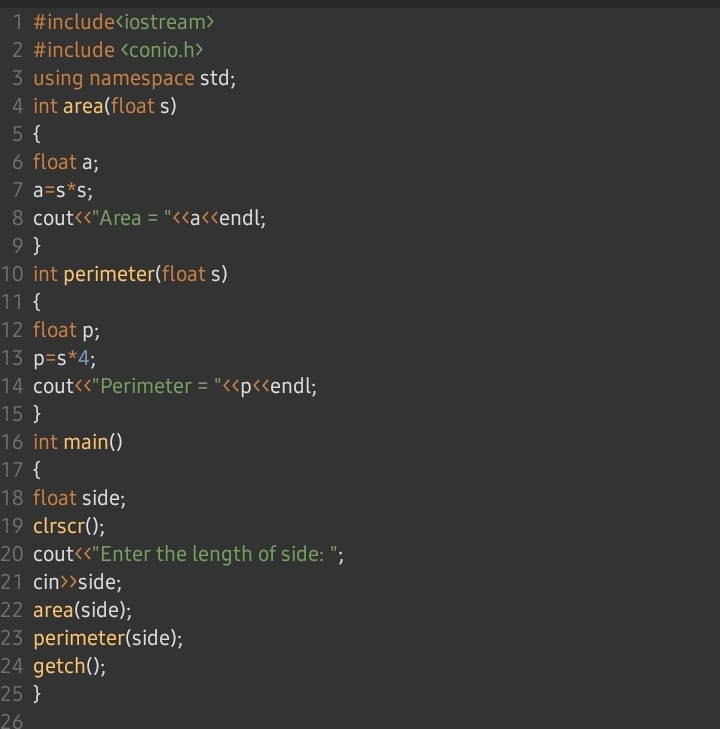 1 #include<iostream>
2 #include <conio.h>
3 using namespace std;
4 int area(float s)
5 {
6 float a;
7 a=s*s;
8 cout<<"Area = "<<a<<endl;
9 }
10 int perimeter(float s)
11 {
12 float p;
13 p=s*4;
14 cout<<"Perimeter = "<<p<<endl;
15 }
16 int main()
17 {
18 float side;
19 clrscr();
20 cout<<"Enter the length of side: ";
21 cin>>side;
22 area(side);
23 perimeter(side);
24 getch();
25 }
26